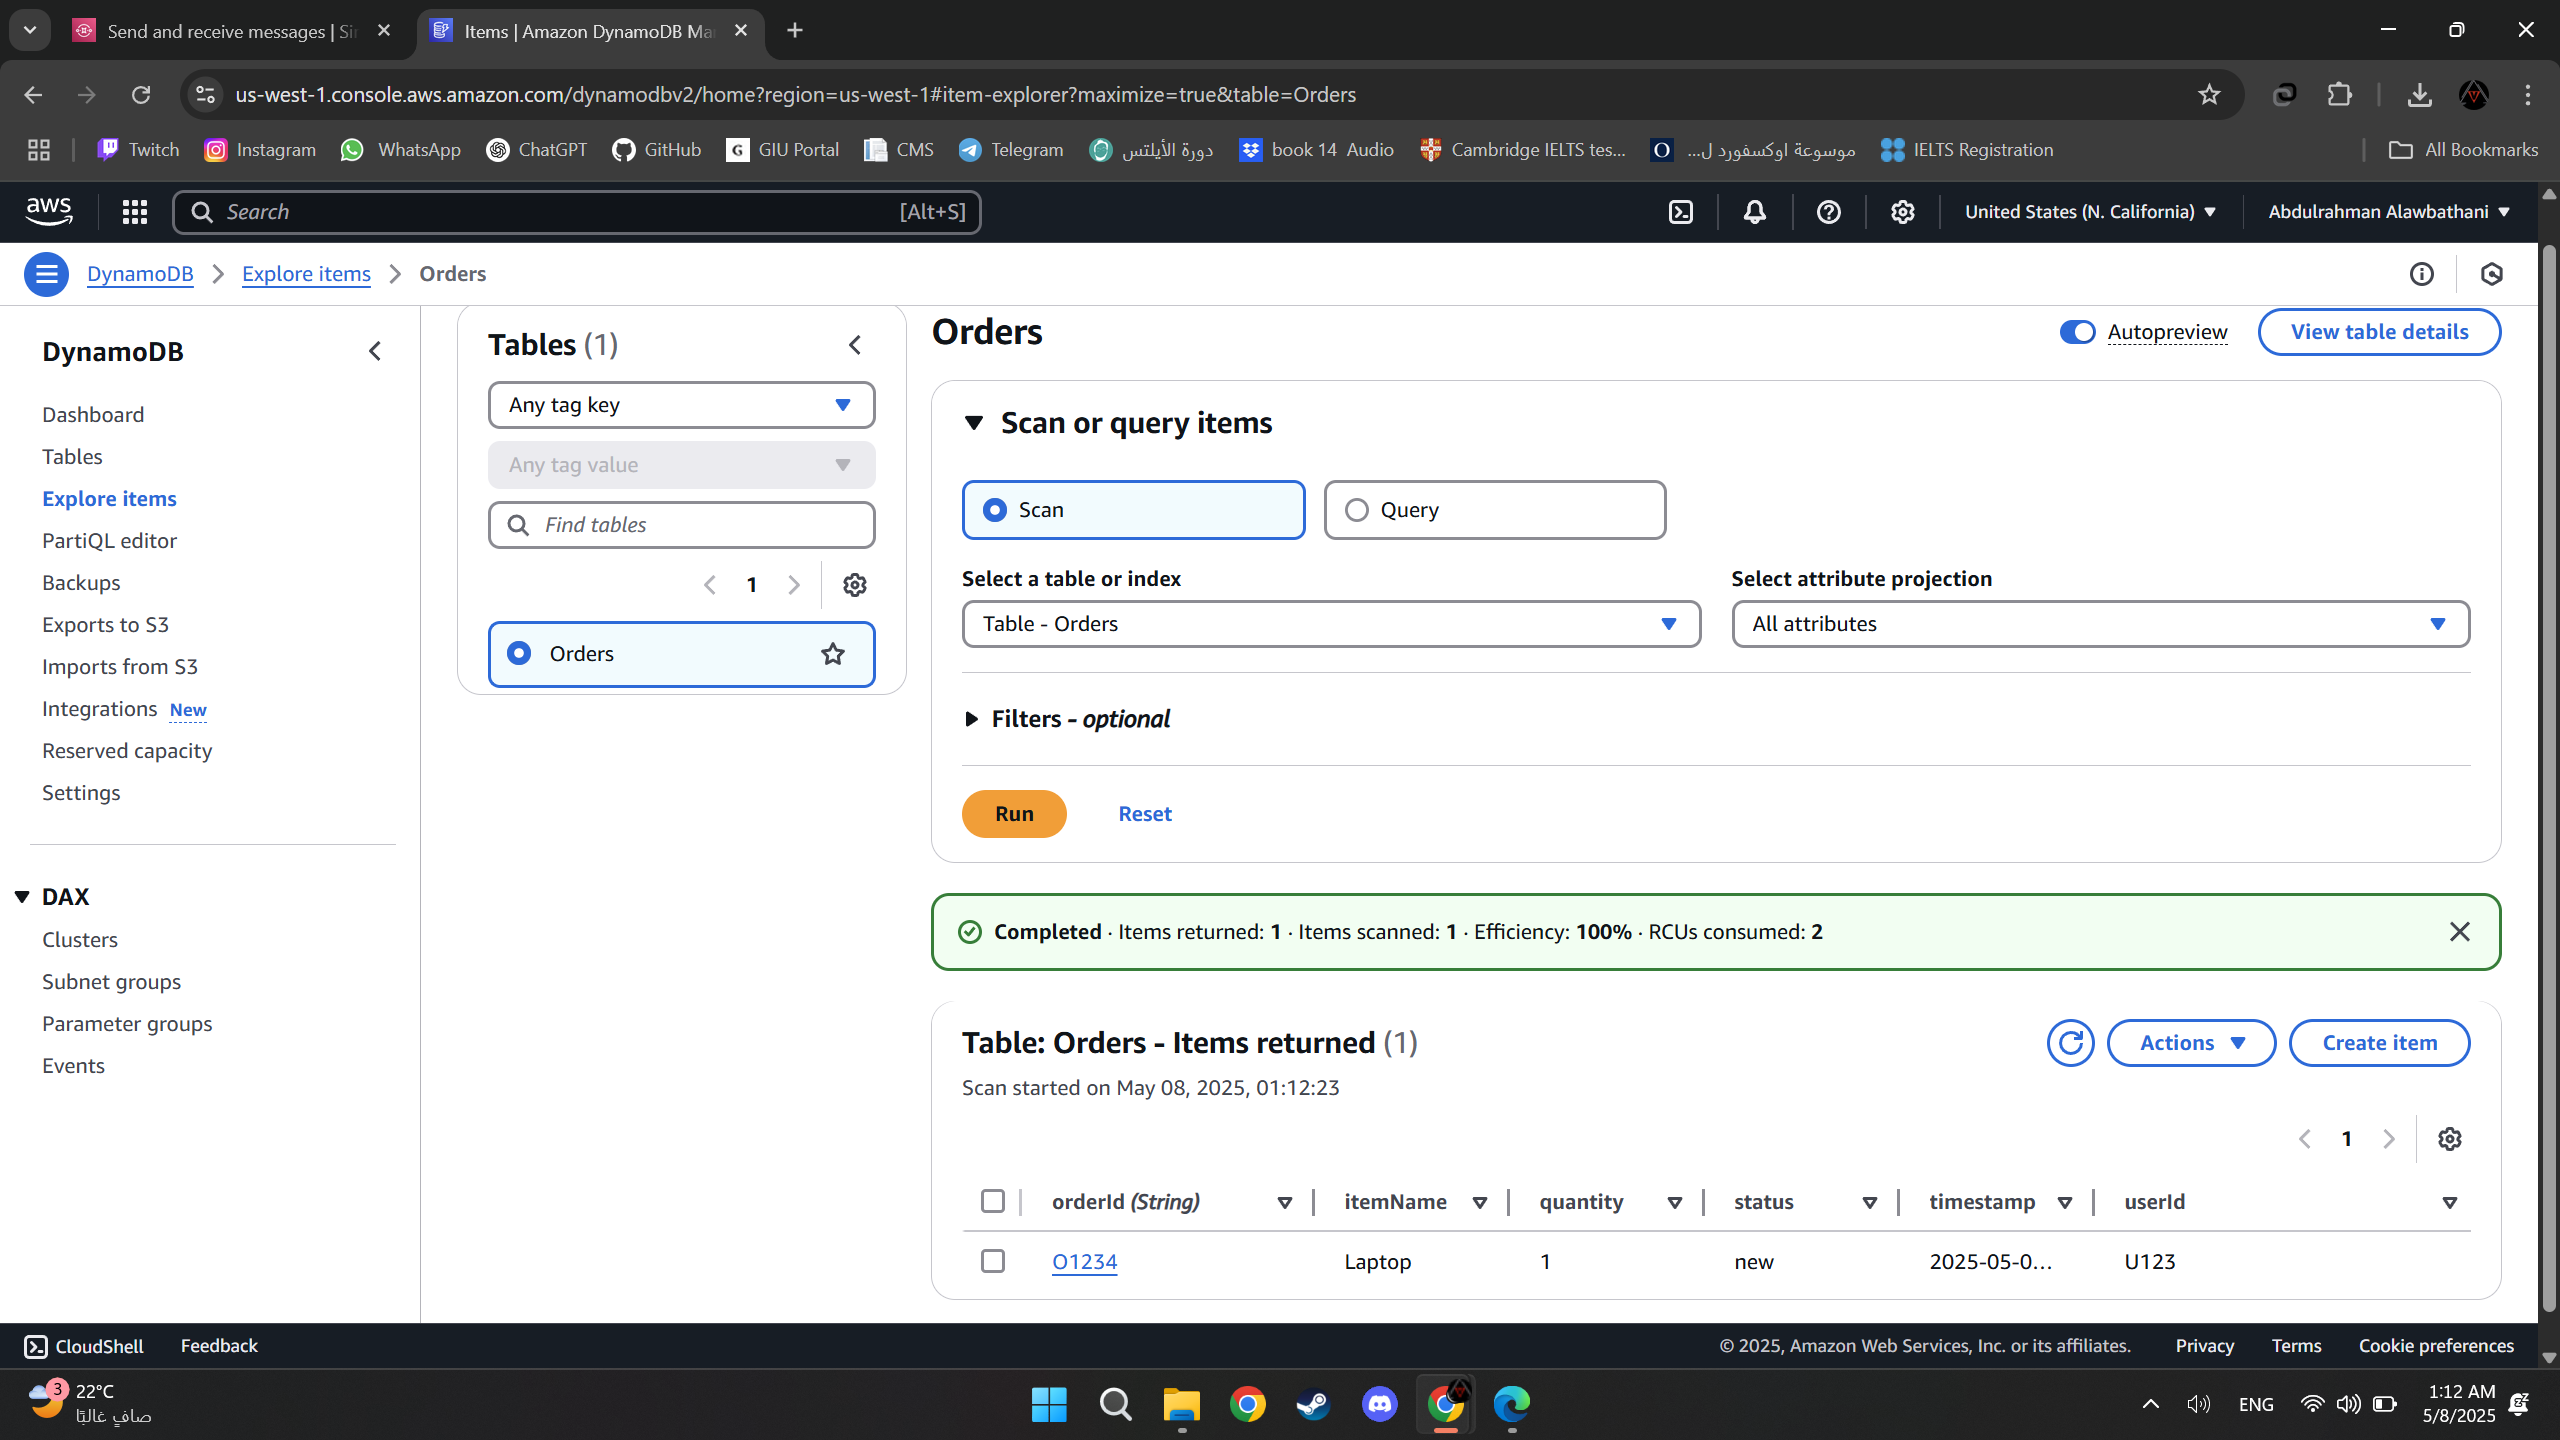 Send and receive messages | Sin
Items | Amazon DynamoDB Ma
us-west-1.console.aws.amazon.com/dynamodbv2/home?region=us-west-1#item-explorer?maximize=true&table=Orders
Twitch
Instagram
WhatsApp
ChatGPT
GitHub
GIU Portal
CMS
Telegram
دورة الأيلتس
book 14 Audio
Cambridge IELTS tes...
موسوعة اوكسفورد ل...
IELTS Registration
All Bookmarks
aws
Search
[Alt+S]
United States (N. California)
Abdulrahman Alawbathani
DynamoDB
Explore items
Orders
DynamoDB
Dashboard
Tables
Explore items
PartiQL editor
Backups
Exports to S3
Imports from S3
Integrations New
Reserved capacity
Settings
DAX
Clusters
Subnet groups
Parameter groups
Events
Tables (1)
Any tag key
Any tag value
Find tables
1
Orders
Orders
Autopreview
View table details
Scan or query items
Scan
Query
Select a table or index
Table - Orders
Select attribute projection
All attributes
Filters - optional
Run
Reset
Completed · Items returned: 1 · Items scanned: 1 · Efficiency: 100% · RCUs consumed: 2
Table: Orders - Items returned (1)
Scan started on May 08, 2025, 01:12:23
Actions
Create item
1
orderId (String) itemName quantity status timestamp userId
O1234 Laptop 1 new 2025-05-0... U123
CloudShell
Feedback
© 2025, Amazon Web Services, Inc. or its affiliates.
Privacy
Terms
Cookie preferences
3
22°C
صافٍ غالبًا
ENG
1:12 AM
5/8/2025